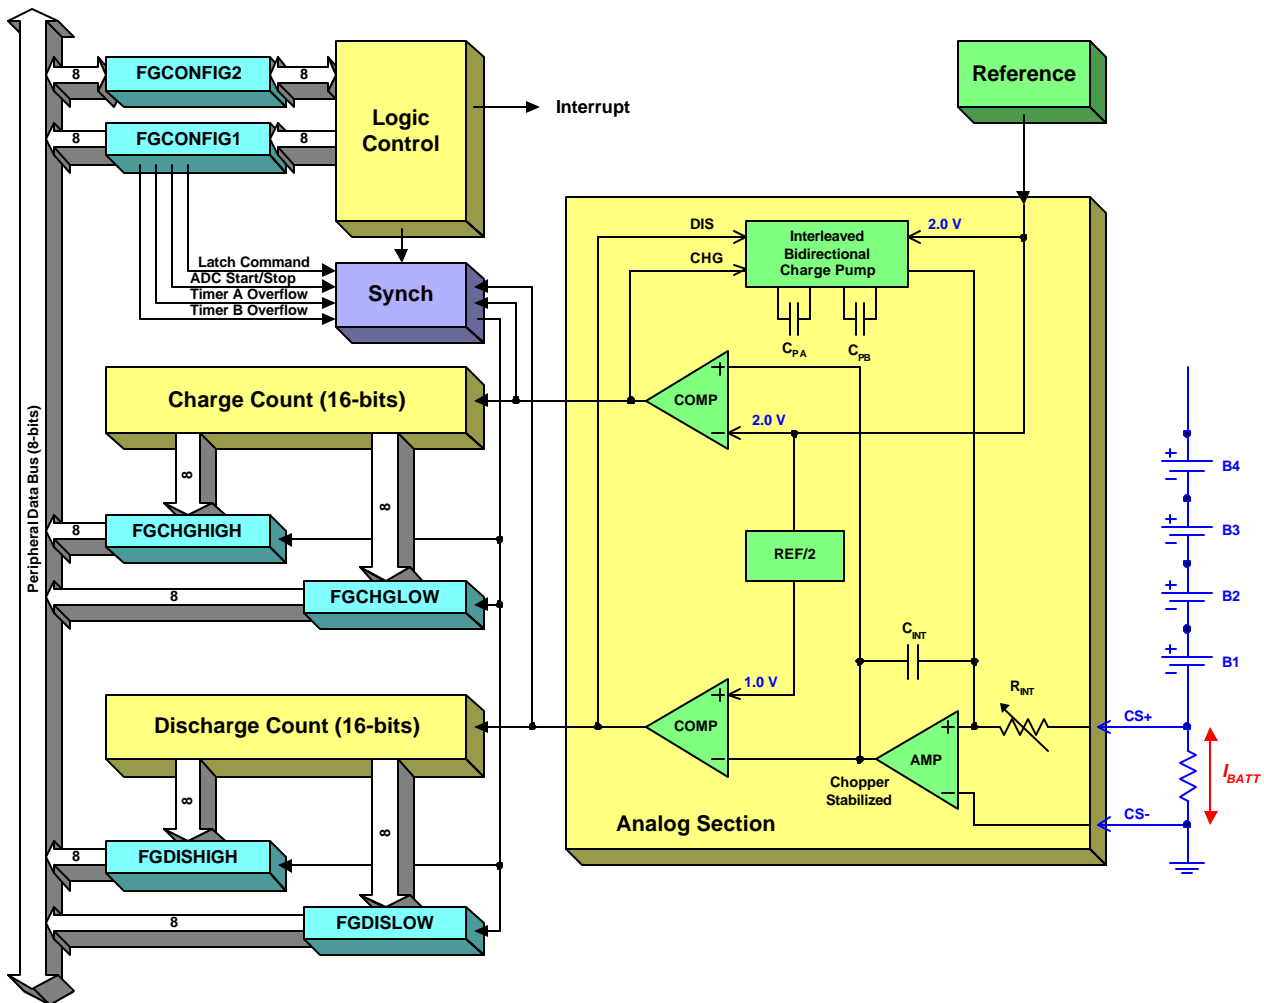 FGCONFIG2
8
8
Logic
Control
Interrupt
Reference
FGCONFIG1
8
8
DIS
CHG
Interleaved
Bidirectional
Charge Pump
2.0 V
Latch Command
ADC Start/Stop
Timer A Overflow
Timer B Overflow
Synch
CPA
CPB
Peripheral Data Bus (8-bits)
Charge Count (16-bits)
COMP
+
−
2.0 V
8
8
FGCHGHIGH
8
FGCHGLOW
8
REF/2
+
−
B4
+
−
B3
+
−
B2
+
−
B1
CINT
RINT
1.0 V
Discharge Count (16-bits)
COMP
+
−
AMP
+
−
Chopper
Stabilized
CS+
CS-
IBATT
Analog Section
8
8
FGDISHIGH
8
FGDISLOW
8